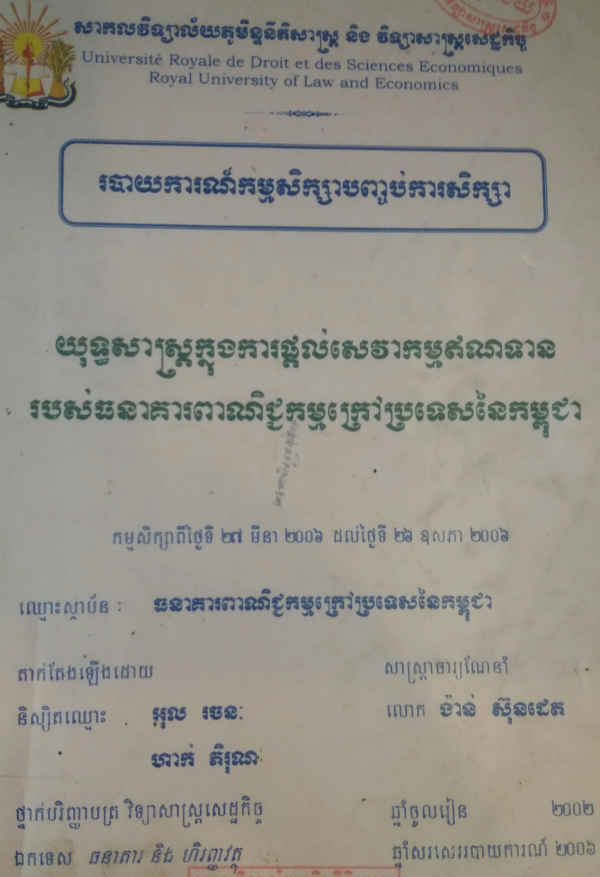 សាកលវិទ្យាល័យភូមិន្ទនីតិសាស្ត្រ និង វិទ្យាសាស្ត្រសេដ្ឋកិច្ច
Université Royale de Droit et des Sciences Economiques
Royal University of Law and Economics
របាយការណ៍កម្មសិក្សាបញ្ចប់ការសិក្សា
យុទ្ធសាស្ត្រក្នុងការផ្តល់សេវាកម្មឥណទាន
របស់ធនាគារពាណិជ្ជកម្មក្រៅប្រទេសនៃកម្ពុជា
កម្មសិក្សាពីថ្ងៃទី ២៧ មីនា ២០០៦ ដល់ថ្ងៃទី ២៦ ឧសភា ២០០៦
ឈ្មោះស្ថាប័ន : ធនាគារពាណិជ្ជកម្មក្រៅប្រទេសនៃកម្ពុជា
តាក់តែងឡើងដោយ សាស្ត្រាចារ្យណែនាំ
និស្សិតឈ្មោះ អុល រចនៈ លោក ង៉ាន់ ស៊ុនដេត
ហាក់ ភិរុណៈ
ថ្នាក់បរិញ្ញាបត្រ វិទ្យាសាស្ត្រសេដ្ឋកិច្ច ឆ្នាំចូលរៀន ២០០២
ឯកទេស ធនាគារ និង ហិរញ្ញវត្ថុ ឆ្នាំសរសេររបាយការណ៍ ២០០៦